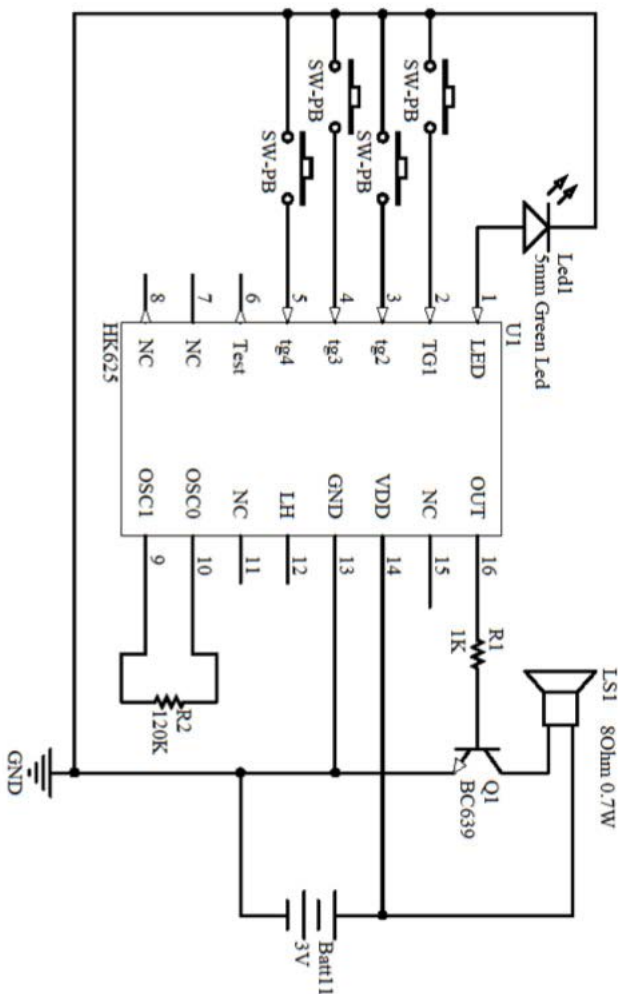 LS1
8Ohm 0.7W
Led1
5mm Green Led
U1
1
LED
OUT
16
R1
1K
Q1
BC639
SW-PB
2
TG1
NC
15
SW-PB
3
tg2
VDD
14
SW-PB
4
tg3
GND
13
Batt11
3V
SW-PB
5
tg4
LH
12
6
Test
NC
11
7
NC
OSC0
10
R2
120K
8
NC
OSC1
9
HK625
GND